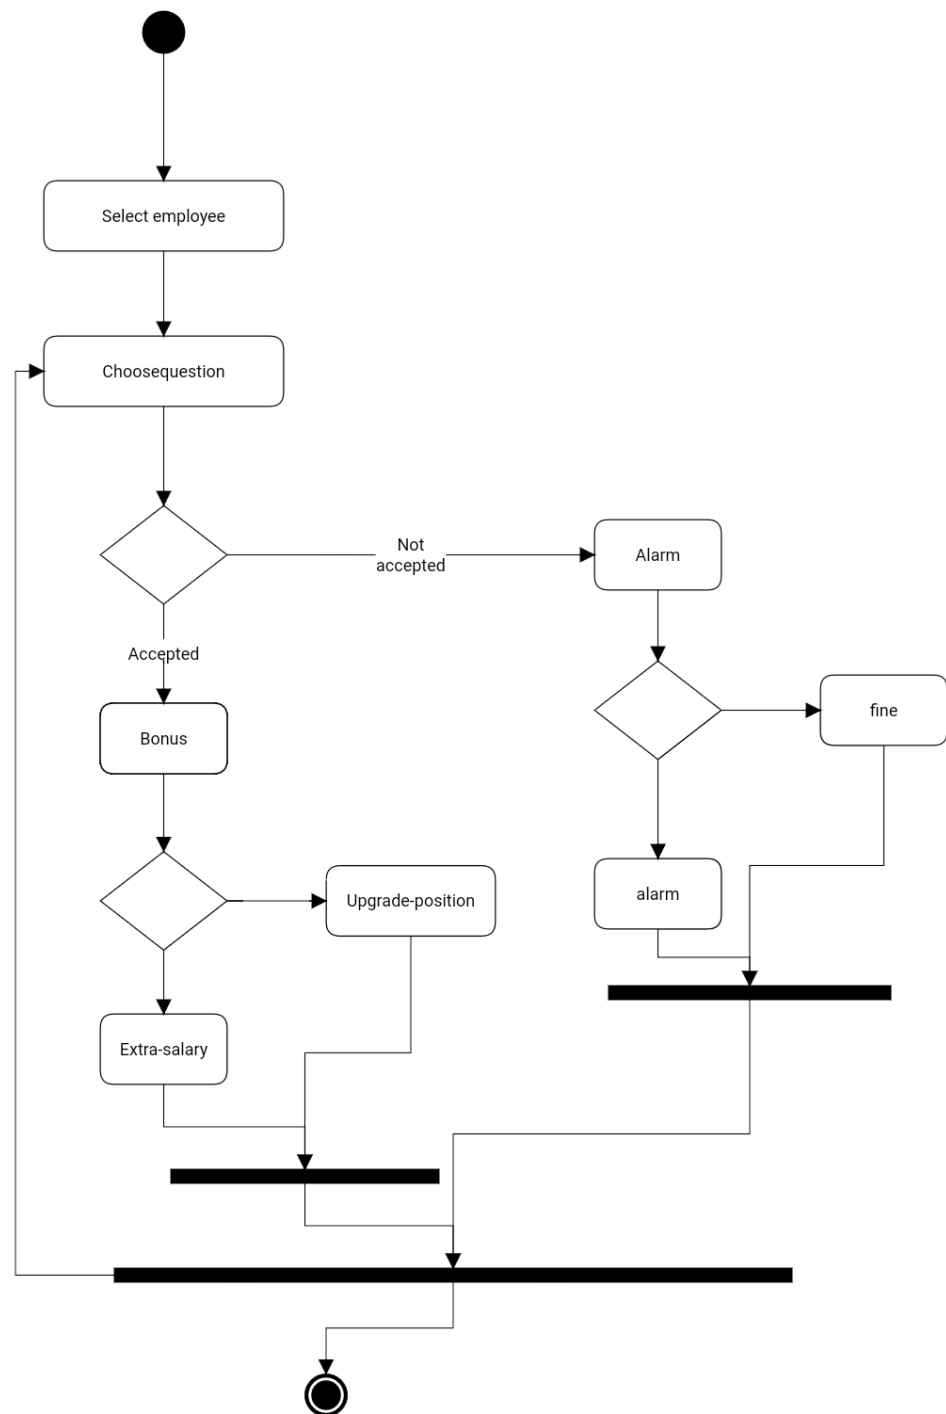 Select employee
Choosequestion
Not
accepted
Alarm
Accepted
fine
Bonus
alarm
Upgrade-position
Extra-salary